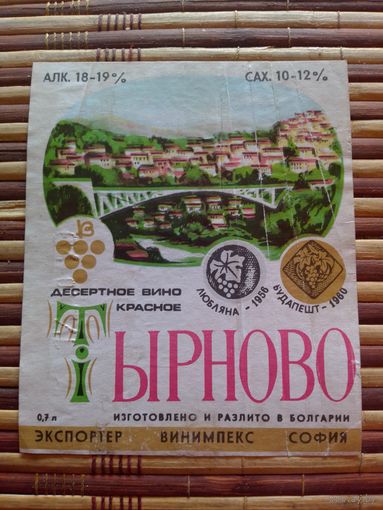 АЛК. 18-19% САХ. 10-12%
ДЕСЕРТНОЕ ВИНО
КРАСНОЕ
ЛЮБЛЯНА - 1956
БУДАПЕШТ - 1960
ТЫРНОВО
0,7 л ИЗГОТОВЛЕНО И РАЗЛИТО В БОЛГАРИИ
ЭКСПОРТЕР ВИНИМПЕКС СОФИЯ